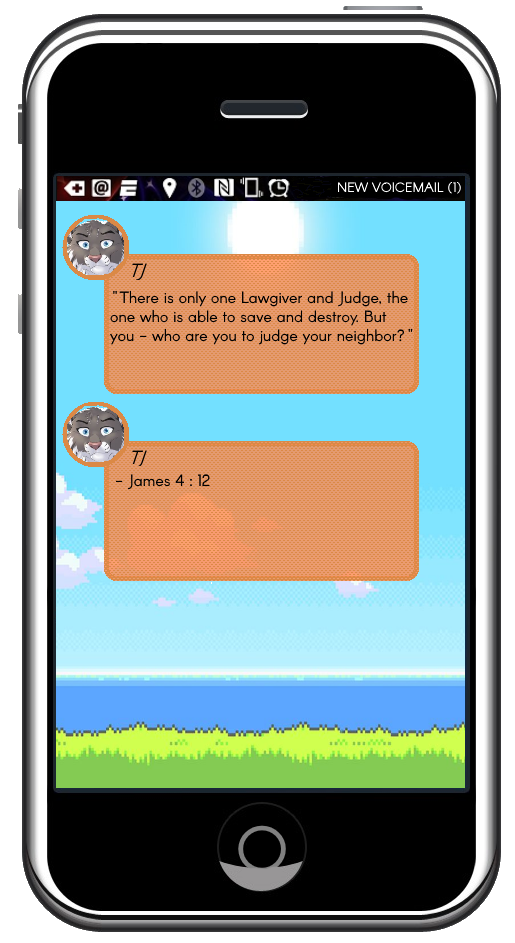 NEW VOICEMAIL (1)
TJ
"There is only one Lawgiver and Judge, the
one who is able to save and destroy. But
you - who are you to judge your neighbor?"
TJ
- James 4 : 12